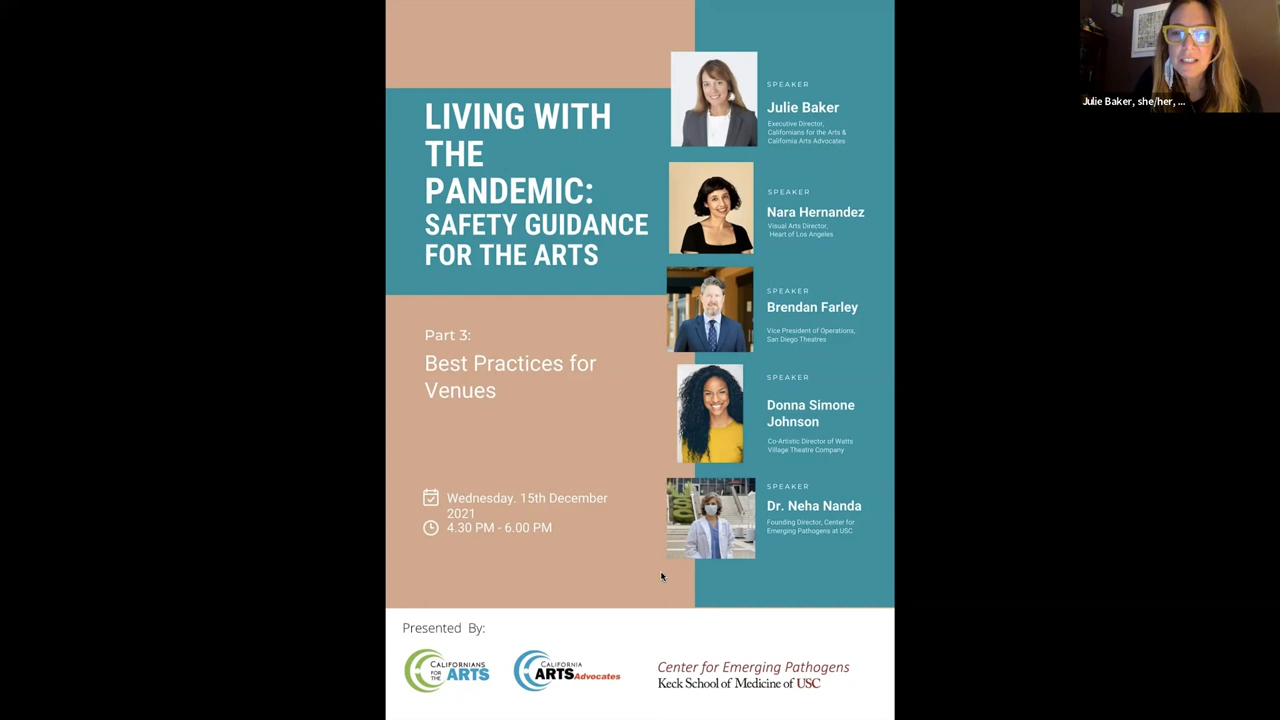 LIVING WITH
THE
PANDEMIC:
SAFETY GUIDANCE
FOR THE ARTS
Part 3:
Best Practices for
Venues
Wednesday. 15th December
2021
4.30 PM - 6.00 PM
SPEAKER
Julie Baker
Executive Director,
Californians for the Arts &
California Arts Advocates
SPEAKER
Nara Hernandez
Visual Arts Director,
Heart of Los Angeles
SPEAKER
Brendan Farley
Vice President of Operations,
San Diego Theatres
SPEAKER
Donna Simone
Johnson
Co-Artistic Director of Watts
Village Theatre Company
SPEAKER
Dr. Neha Nanda
Founding Director, Center for
Emerging Pathogens at USC
Presented By:
CALIFORNIANS
FOR THE ARTS
CALIFORNIA
ARTS Advocates
Center for Emerging Pathogens
Keck School of Medicine of USC
Julie Baker, she/her, ...